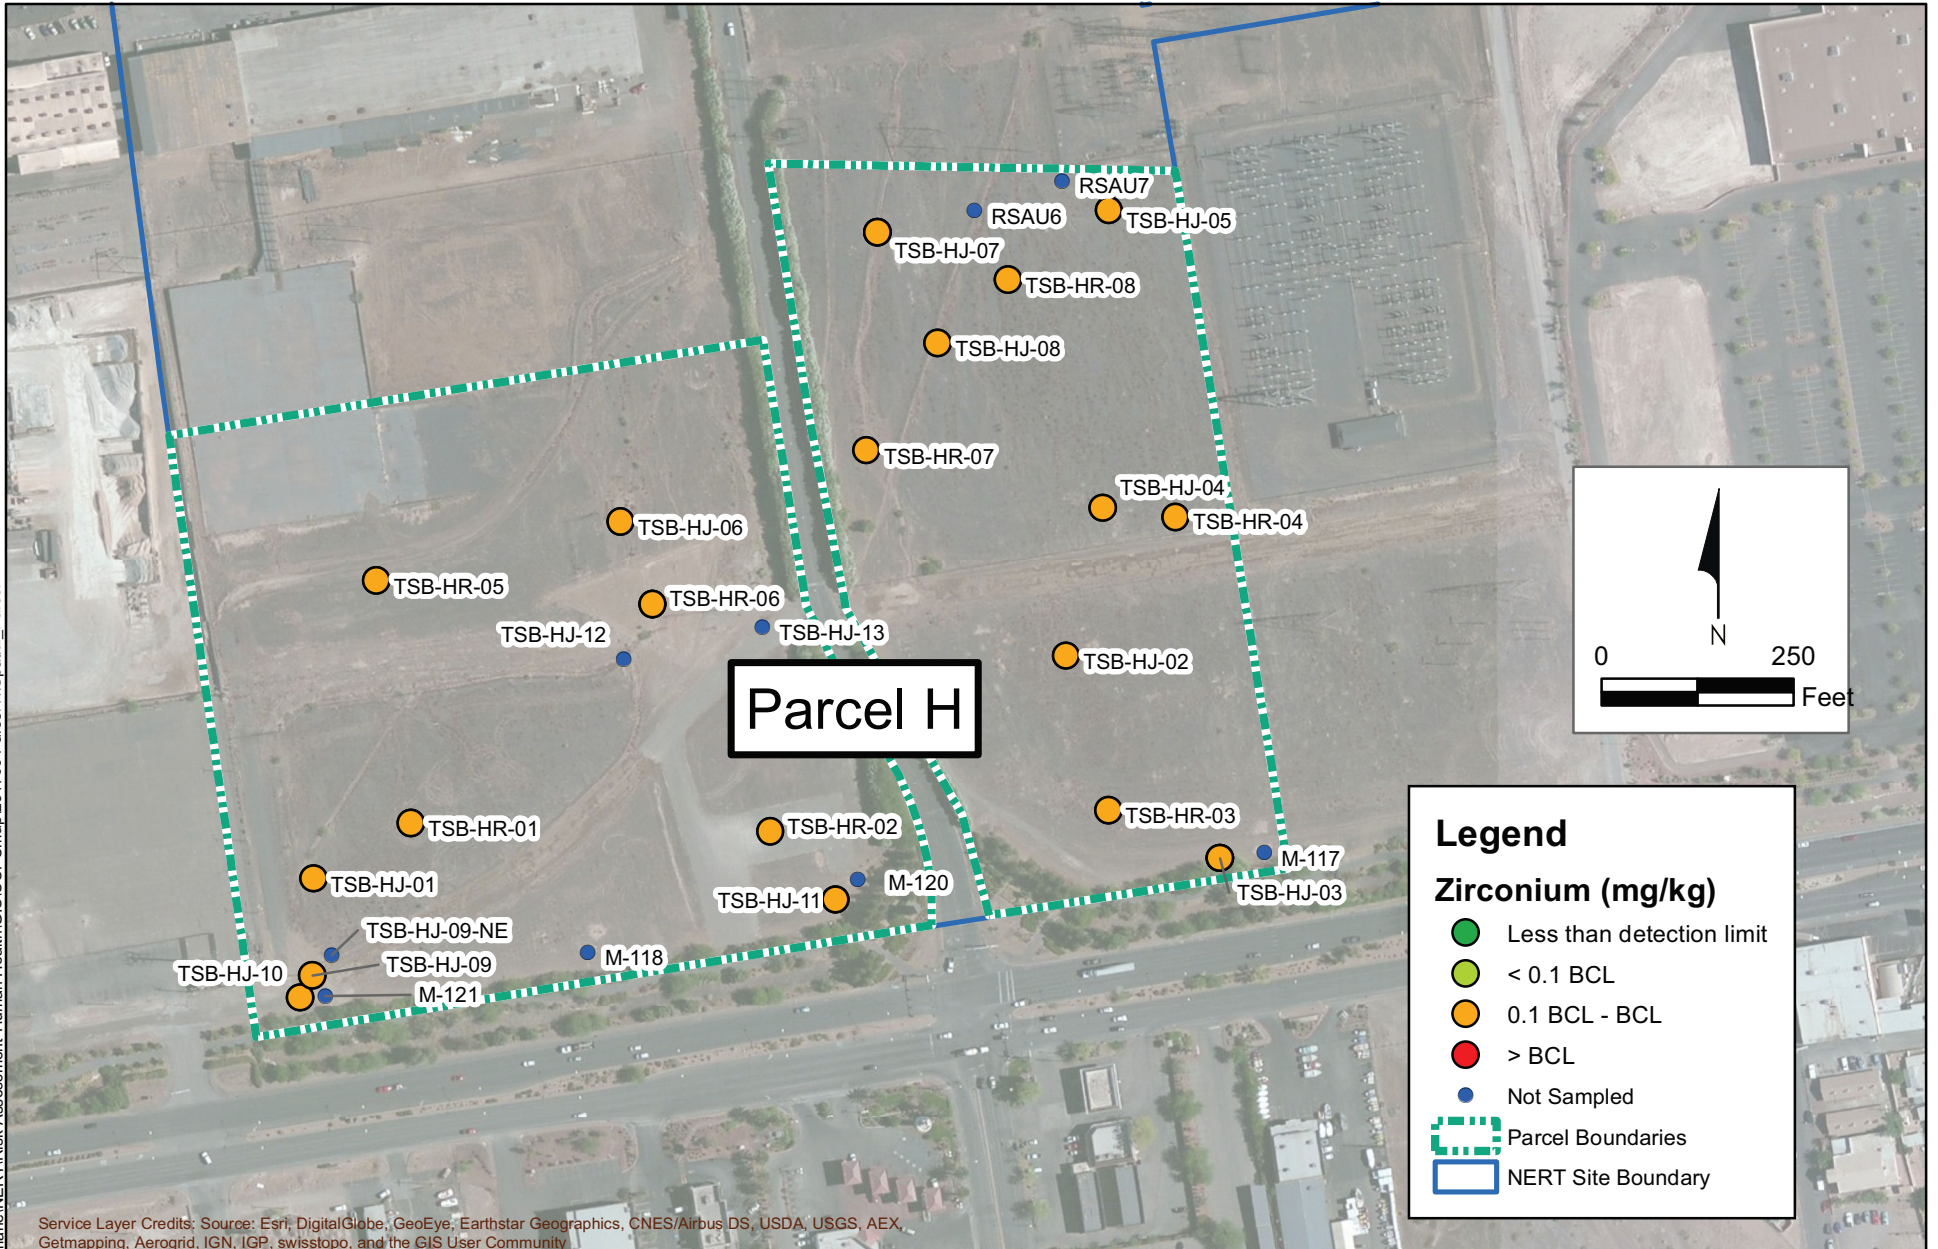 RSAU7
RSAU6
TSB-HJ-05
TSB-HJ-07
TSB-HR-08
TSB-HJ-08
TSB-HR-07
TSB-HJ-04
TSB-HR-04
TSB-HJ-06
TSB-HR-05
TSB-HR-06
TSB-HJ-12
TSB-HJ-13
TSB-HJ-02
Parcel H
TSB-HR-03
TSB-HR-01
TSB-HR-02
M-117
TSB-HJ-01
M-120
TSB-HJ-11
TSB-HJ-03
TSB-HJ-09-NE
M-118
TSB-HJ-09
TSB-HJ-10
M-121
N
0 250
Feet
Legend
Zirconium (mg/kg)
Less than detection limit
< 0.1 BCL
0.1 BCL - BCL
> BCL
Not Sampled
Parcel Boundaries
NERT Site Boundary
Service Layer Credits: Source: Esri, DigitalGlobe, GeoEye, Earthstar Geographics, CNES/Airbus DS, USDA, USGS, AEX,
Getmapping, Aerogrid, IGN, IGP, swisstopo, and the GIS User Community